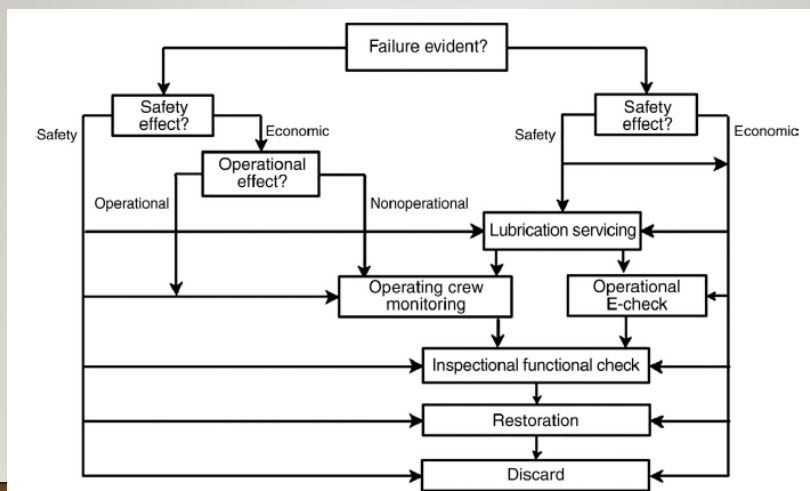 Failure evident?
Safety
effect?
Safety
effect?
Safety
Economic
Safety
Economic
Operational
effect?
Operational
Nonoperational
Lubrication servicing
Operating crew
monitoring
Operational
E-check
Inspectional functional check
Restoration
Discard